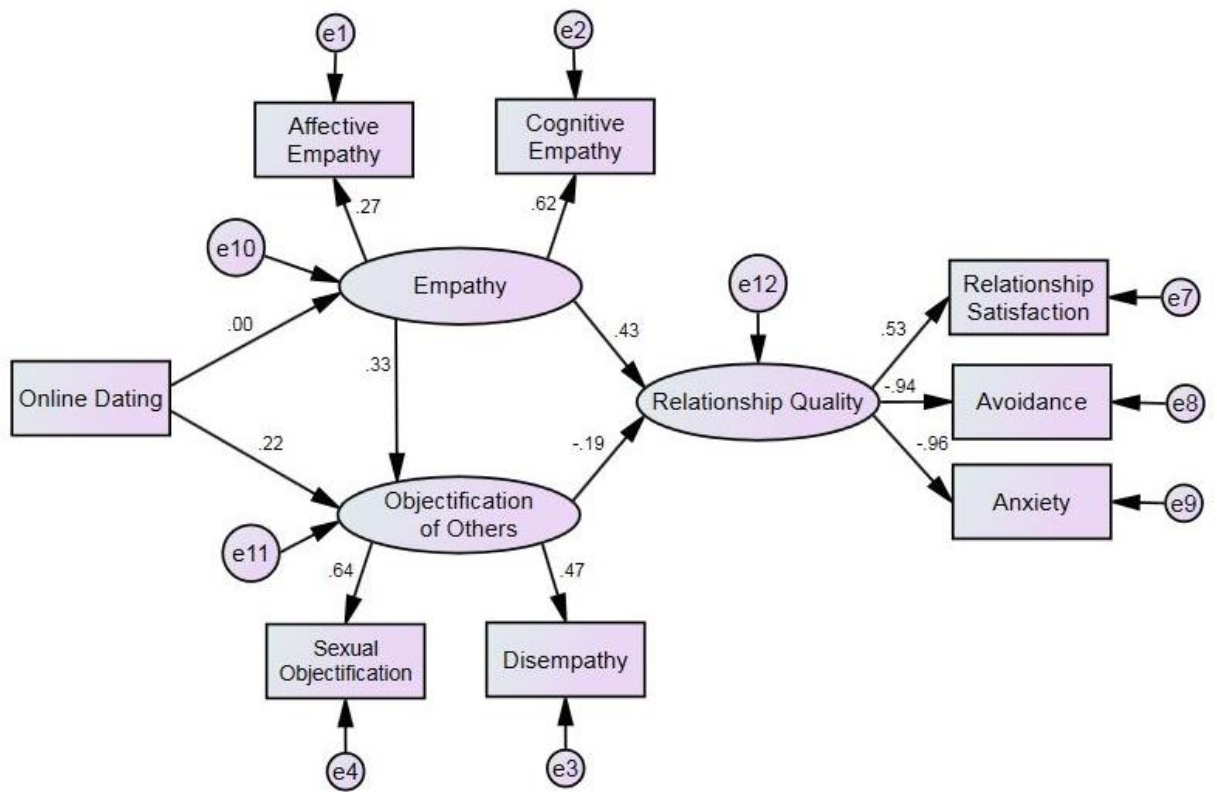 e1
e2
Affective
Empathy
Cognitive
Empathy
.27
.62
e10
Empathy
e12
Relationship
Satisfaction
e7
.00
.43
.53
.33
Online Dating
Relationship Quality
-.94
Avoidance
e8
.22
-.19
-.96
Objectification
of Others
Anxiety
e9
e11
.64
.47
Sexual
Objectification
Disempathy
e4
e3